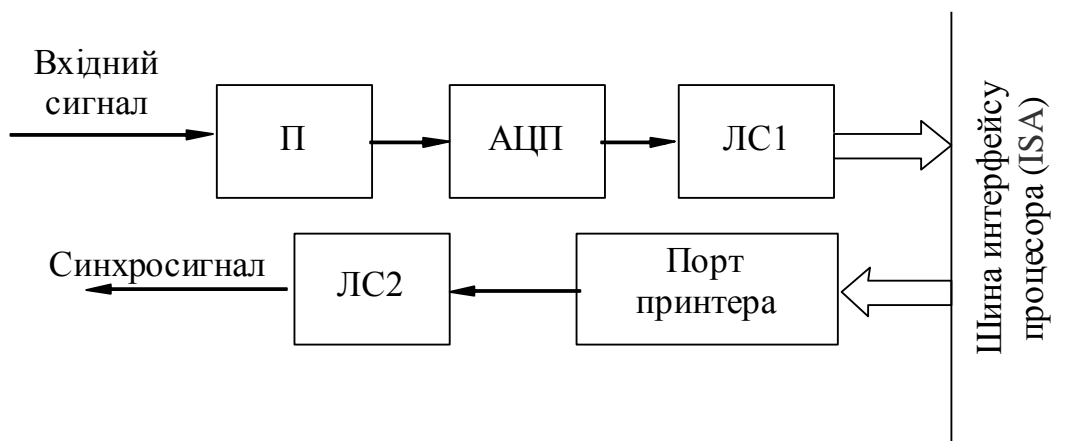 Вхідний
сигнал
П
АЦП
ЛС1
Синхросигнал
ЛС2
Порт
принтера
Шина интерфейсу
процесора (ISA)